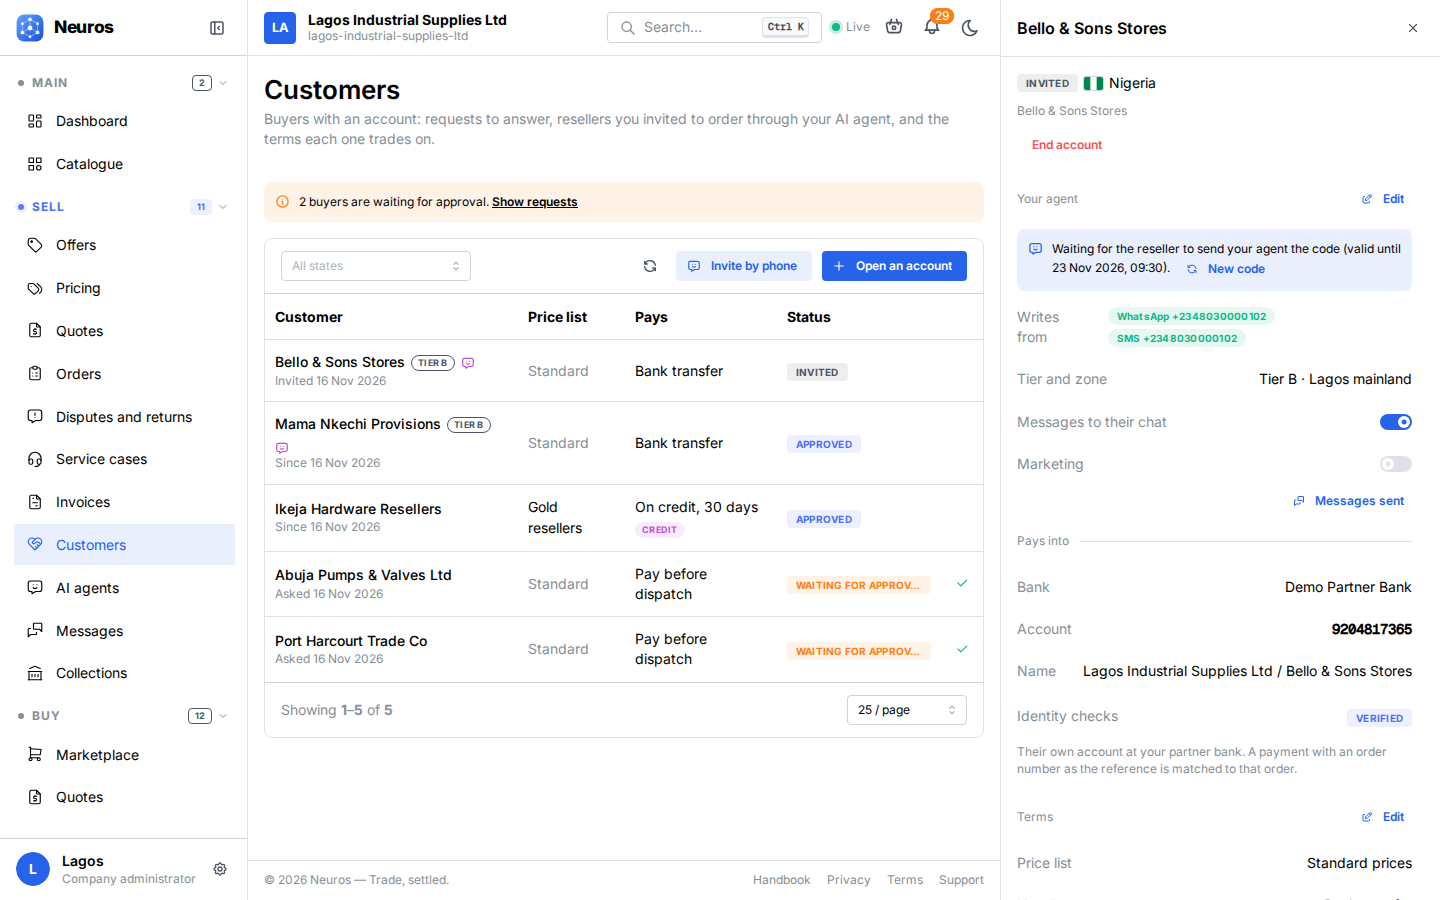 Neuros
MAIN
2
Dashboard
Catalogue
SELL
11
Offers
Pricing
Quotes
Orders
Disputes and returns
Service cases
Invoices
Customers
AI agents
Messages
Collections
BUY
12
Marketplace
Quotes
L
Lagos
Company administrator
LA
Lagos Industrial Supplies Ltd
lagos-industrial-supplies-ltd
Search...
Ctrl K
Live
29
Customers
Buyers with an account: requests to answer, resellers you invited to order through your AI agent, and the
terms each one trades on.
2 buyers are waiting for approval. Show requests
All states
Invite by phone
Open an account
Customer Price list Pays Status
Bello & Sons Stores TIER B
Invited 16 Nov 2026
Standard
Bank transfer
INVITED
Mama Nkechi Provisions TIER B
Since 16 Nov 2026
Standard
Bank transfer
APPROVED
Ikeja Hardware Resellers
Since 16 Nov 2026
Gold
resellers
On credit, 30 days
CREDIT
APPROVED
Abuja Pumps & Valves Ltd
Asked 16 Nov 2026
Standard
Pay before
dispatch
WAITING FOR APPROV...
Port Harcourt Trade Co
Asked 16 Nov 2026
Standard
Pay before
dispatch
WAITING FOR APPROV...
Showing 1–5 of 5
25 / page
© 2026 Neuros — Trade, settled.
Handbook Privacy Terms Support
Bello & Sons Stores
INVITED Nigeria
Bello & Sons Stores
End account
Your agent
Edit
Waiting for the reseller to send your agent the code (valid until
23 Nov 2026, 09:30). New code
Writes
from
WhatsApp +2348030000102
SMS +2348030000102
Tier and zone
Tier B · Lagos mainland
Messages to their chat
Marketing
Messages sent
Pays into
Bank
Demo Partner Bank
Account
9204817365
Name
Lagos Industrial Supplies Ltd / Bello & Sons Stores
Identity checks
VERIFIED
Their own account at your partner bank. A payment with an order
number as the reference is matched to that order.
Terms
Edit
Price list
Standard prices